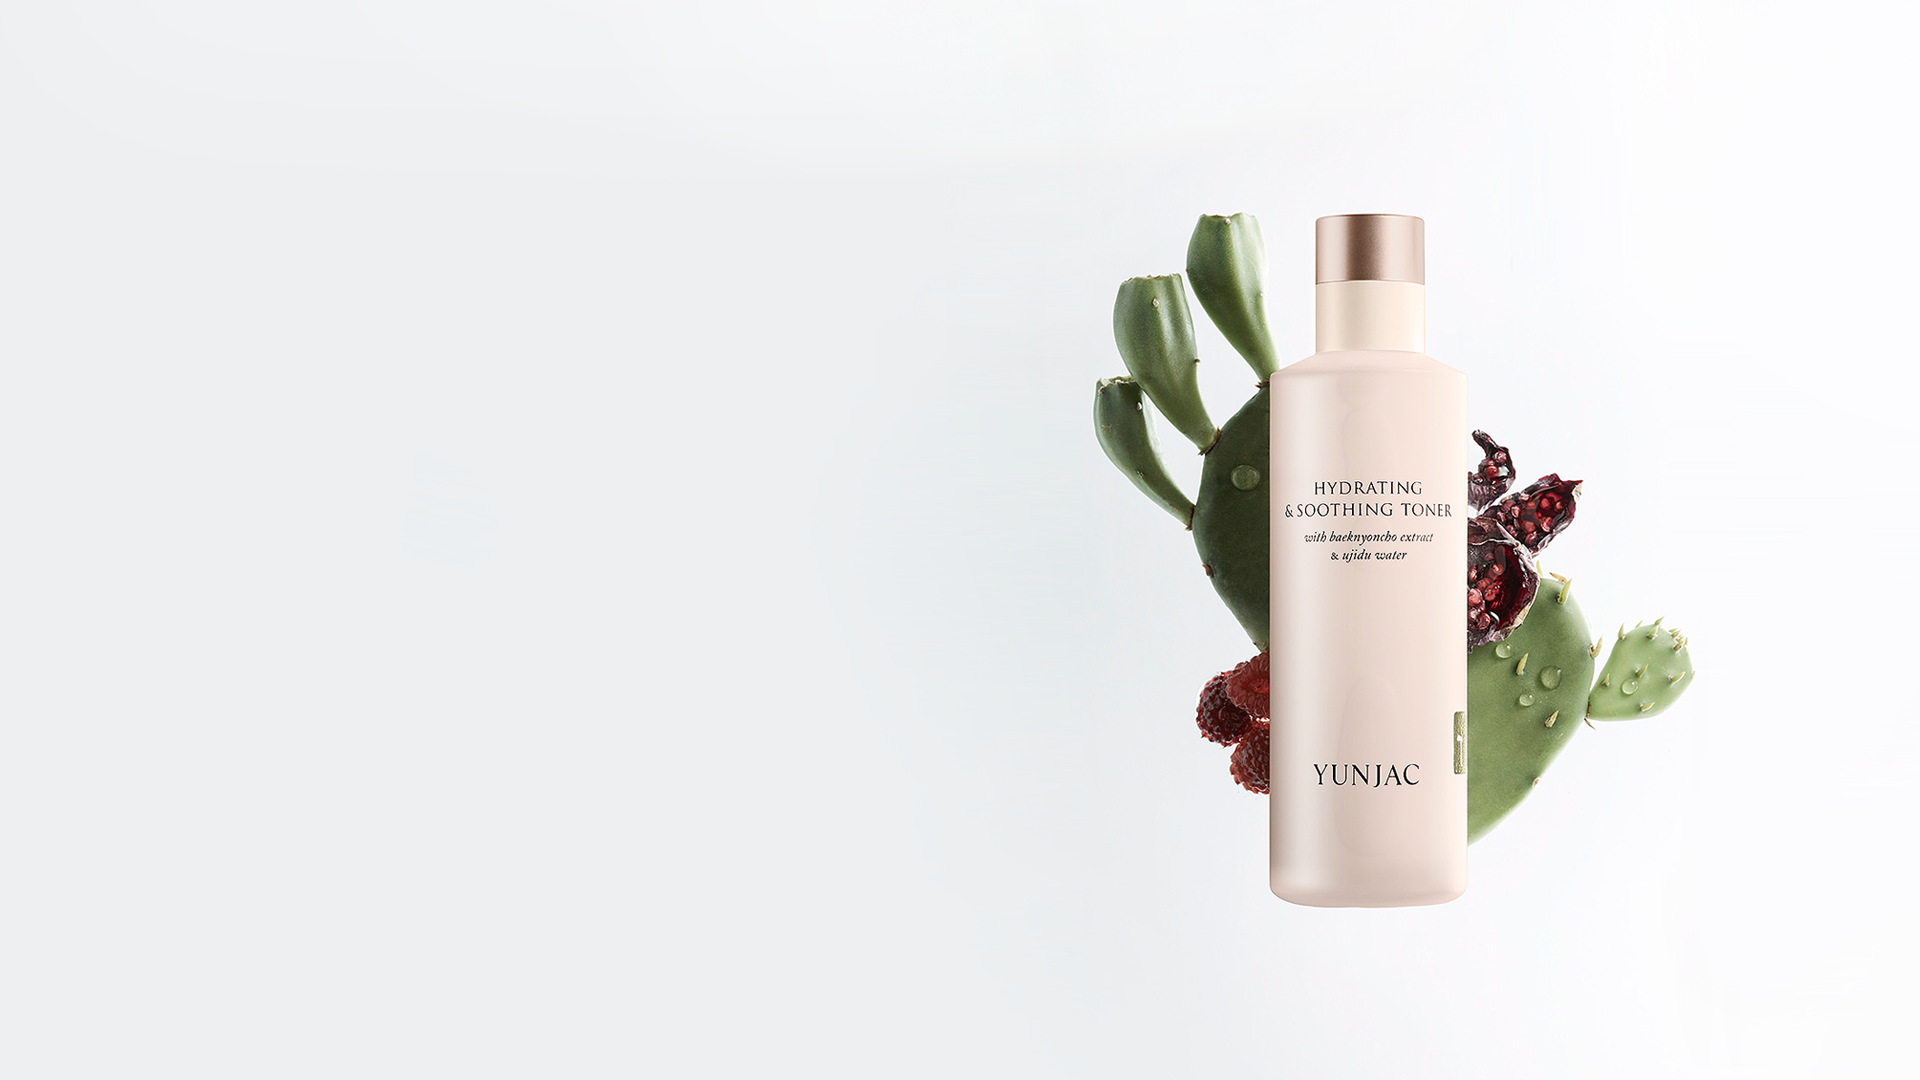 HYDRATING
& SOOTHING TONER
with baeknyoncho extract
& ujidu water
YUNJAC